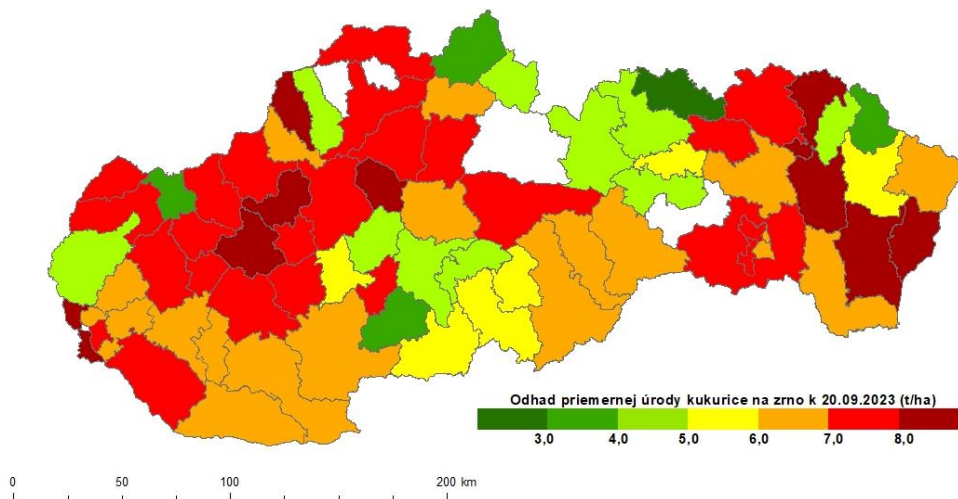 Odhad priemernej úrody kukurice na zrno k 20.09.2023 (t/ha)
3,0 4,0 5,0 6,0 7,0 8,0
0 50 100 200 km